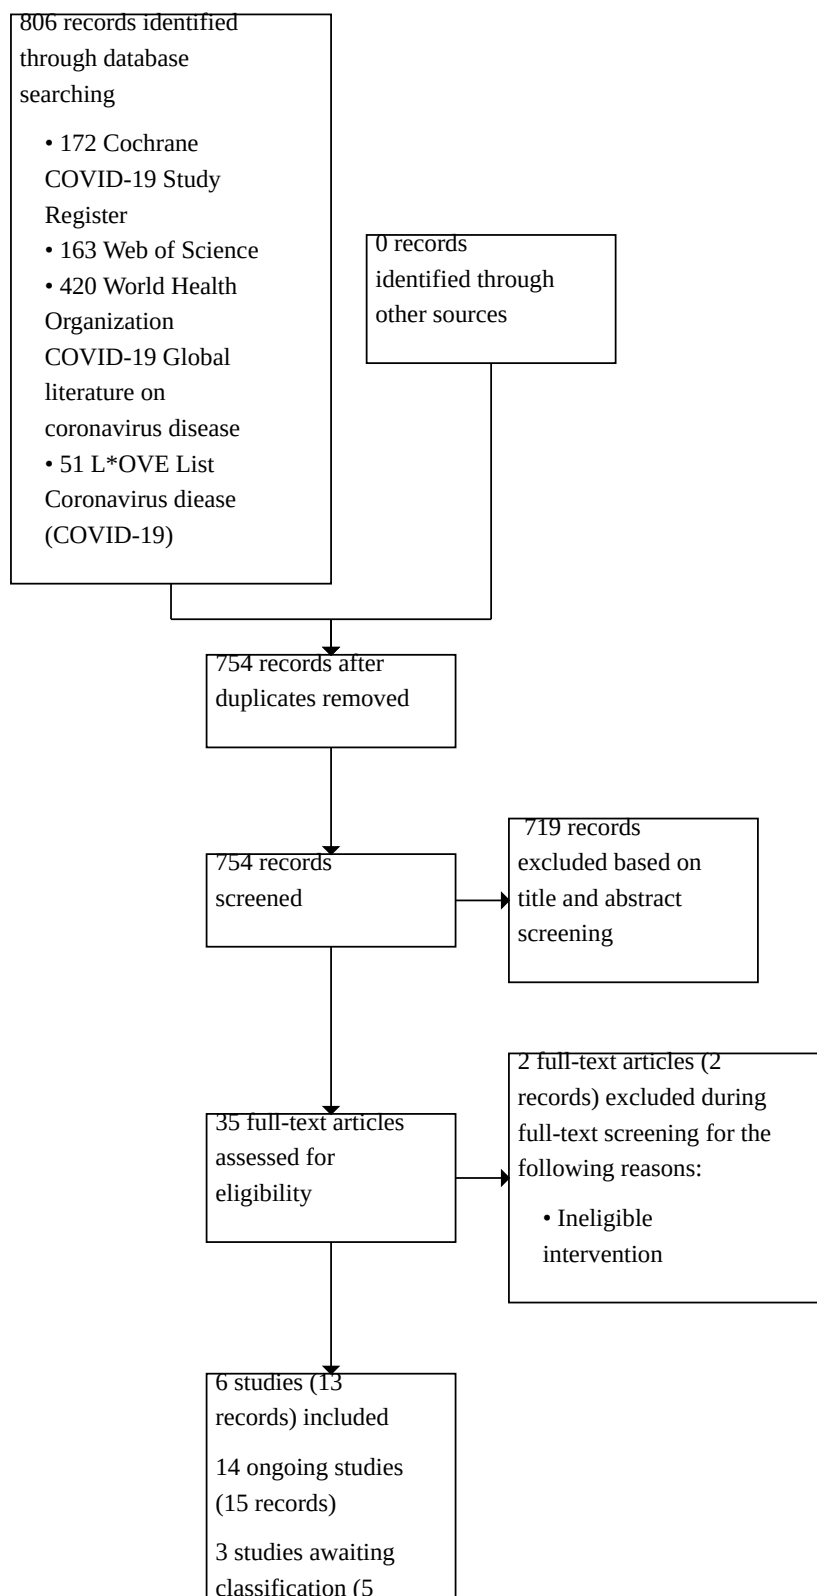 806 records identified
through database
searching
• 172 Cochrane
COVID-19 Study
Register
• 163 Web of Science
• 420 World Health
Organization
COVID-19 Global
literature on
coronavirus disease
• 51 L*OVE List
Coronavirus diease
(COVID-19)
0 records
identified through
other sources
754 records after
duplicates removed
754 records
screened
719 records
excluded based on
title and abstract
screening
35 full-text articles
assessed for
eligibility
2 full-text articles (2
records) excluded during
full-text screening for the
following reasons:
• Ineligible
intervention
6 studies (13
records) included
14 ongoing studies
(15 records)
3 studies awaiting
classification (5